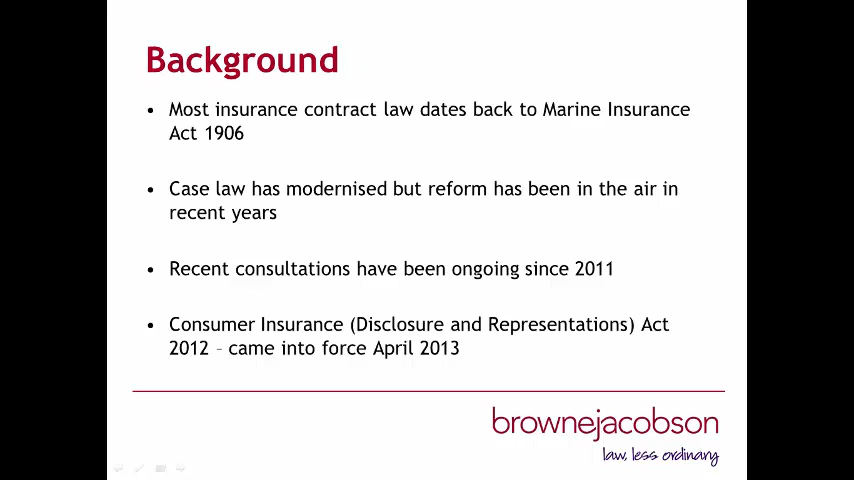 Background
• Most insurance contract law dates back to Marine Insurance
Act 1906
• Case law has modernised but reform has been in the air in
recent years
• Recent consultations have been ongoing since 2011
• Consumer Insurance (Disclosure and Representations) Act
2012 – came into force April 2013
brownejacobson
law, less ordinary